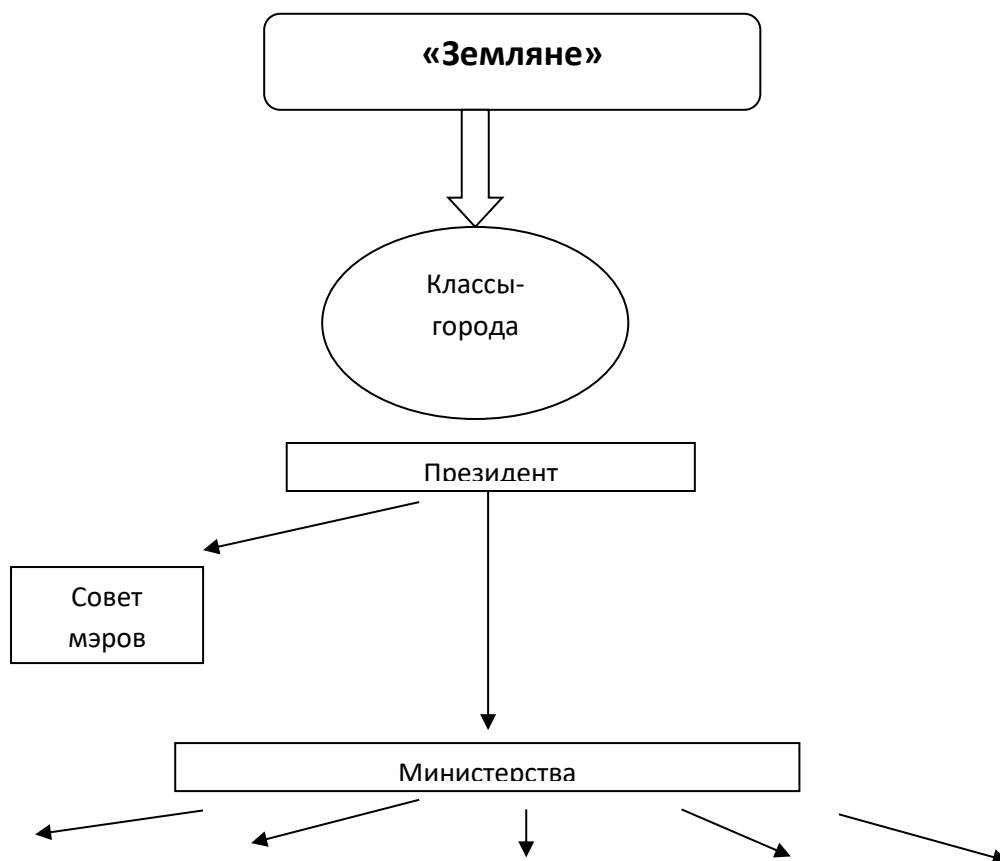 «Земляне»
Классы-
города
Президент
Совет
мэров
Министерства